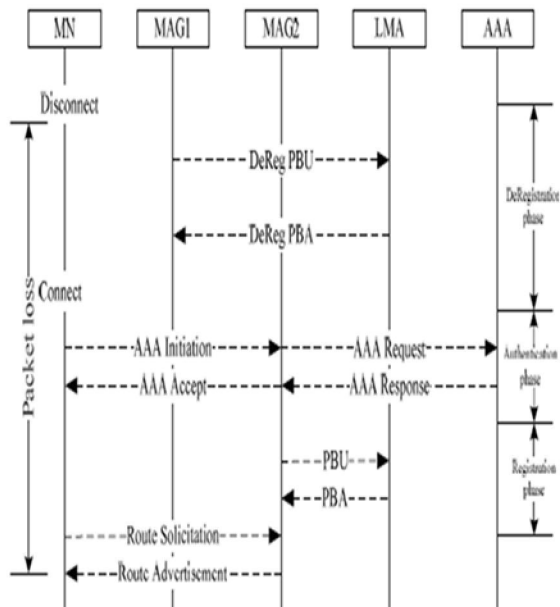 MN MAG1 MAG2 LMA AAA
Disconnect
DeReg PBU
DeReg PBA
DeRegistration
phase
Packet loss
Connect
AAA Initiation
AAA Request
AAA Accept
AAA Response
Authentication
phase
PBU
PBA
Registration
phase
Route Solicitation
Route Advertisement